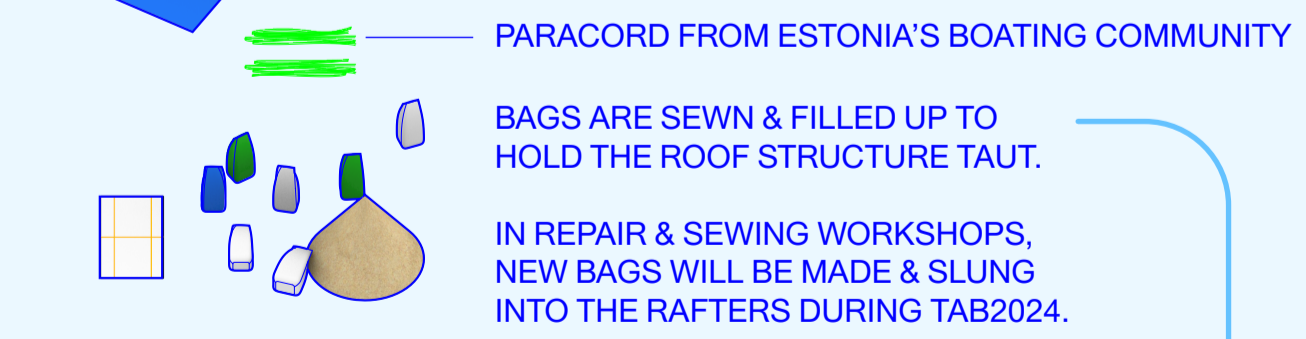 PARACORD FROM ESTONIA’S BOATING COMMUNITY
BAGS ARE SEWN & FILLED UP TO
HOLD THE ROOF STRUCTURE TAUT.
IN REPAIR & SEWING WORKSHOPS,
NEW BAGS WILL BE MADE & SLUNG
INTO THE RAFTERS DURING TAB2024.